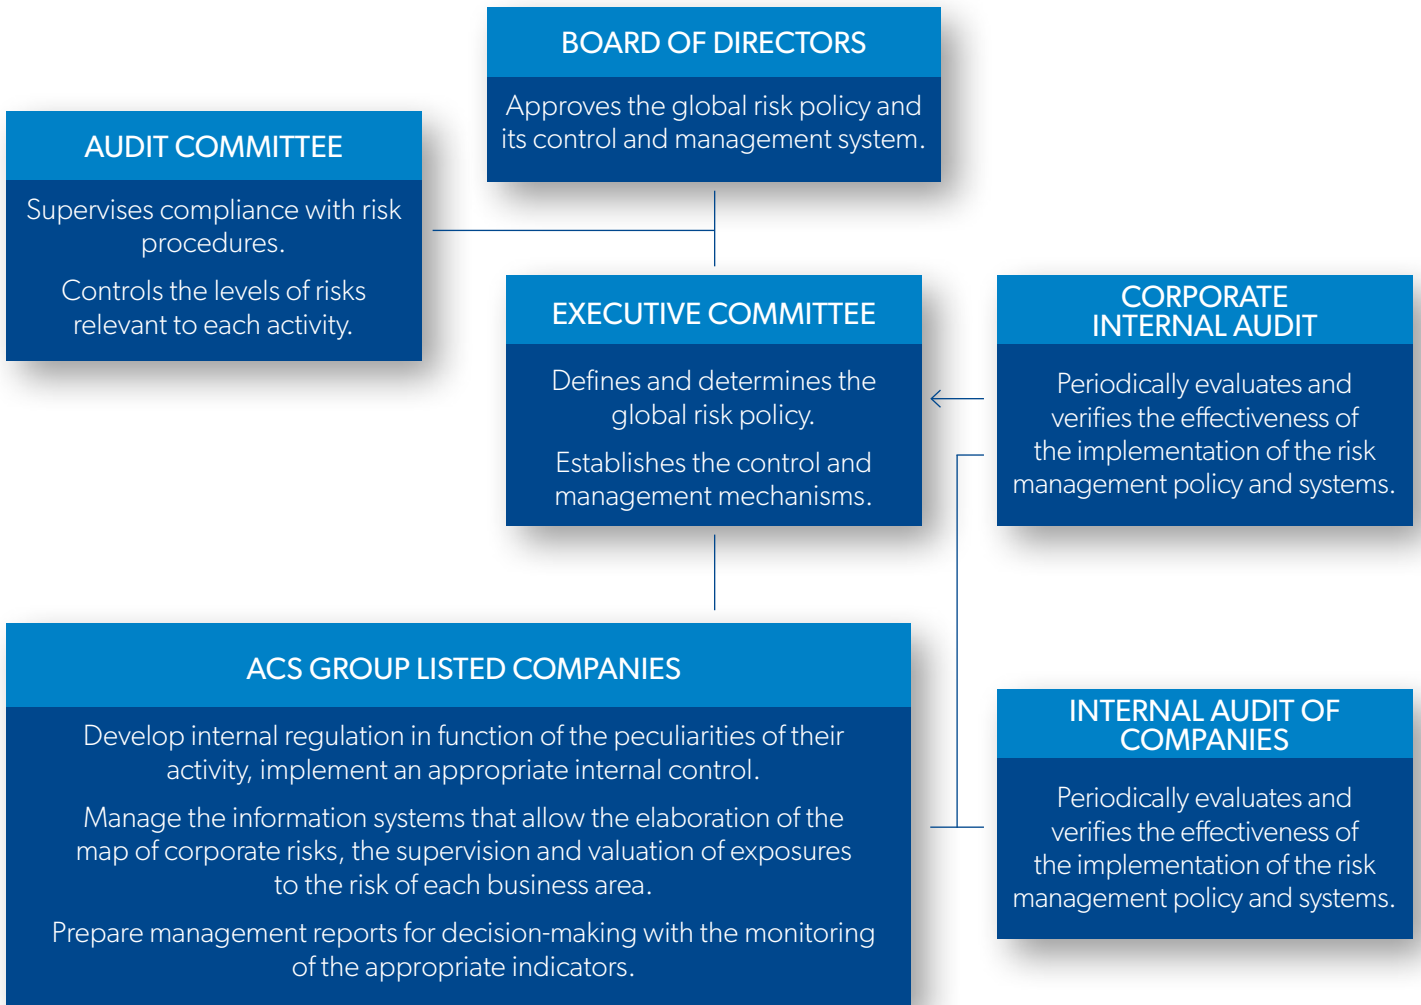 BOARD OF DIRECTORS
Approves the global risk policy and
its control and management system.
AUDIT COMMITTEE
Supervises compliance with risk
procedures.
Controls the levels of risks
relevant to each activity.
EXECUTIVE COMMITTEE
Defines and determines the
global risk policy.
Establishes the control and
management mechanisms.
CORPORATE
INTERNAL AUDIT
Periodically evaluates and
verifies the effectiveness of
the implementation of the risk
management policy and systems.
ACS GROUP LISTED COMPANIES
Develop internal regulation in function of the peculiarities of their
activity, implement an appropriate internal control.
Manage the information systems that allow the elaboration of the
map of corporate risks, the supervision and valuation of exposures
to the risk of each business area.
Prepare management reports for decision-making with the monitoring
of the appropriate indicators.
INTERNAL AUDIT OF
COMPANIES
Periodically evaluates and
verifies the effectiveness of
the implementation of the risk
management policy and systems.